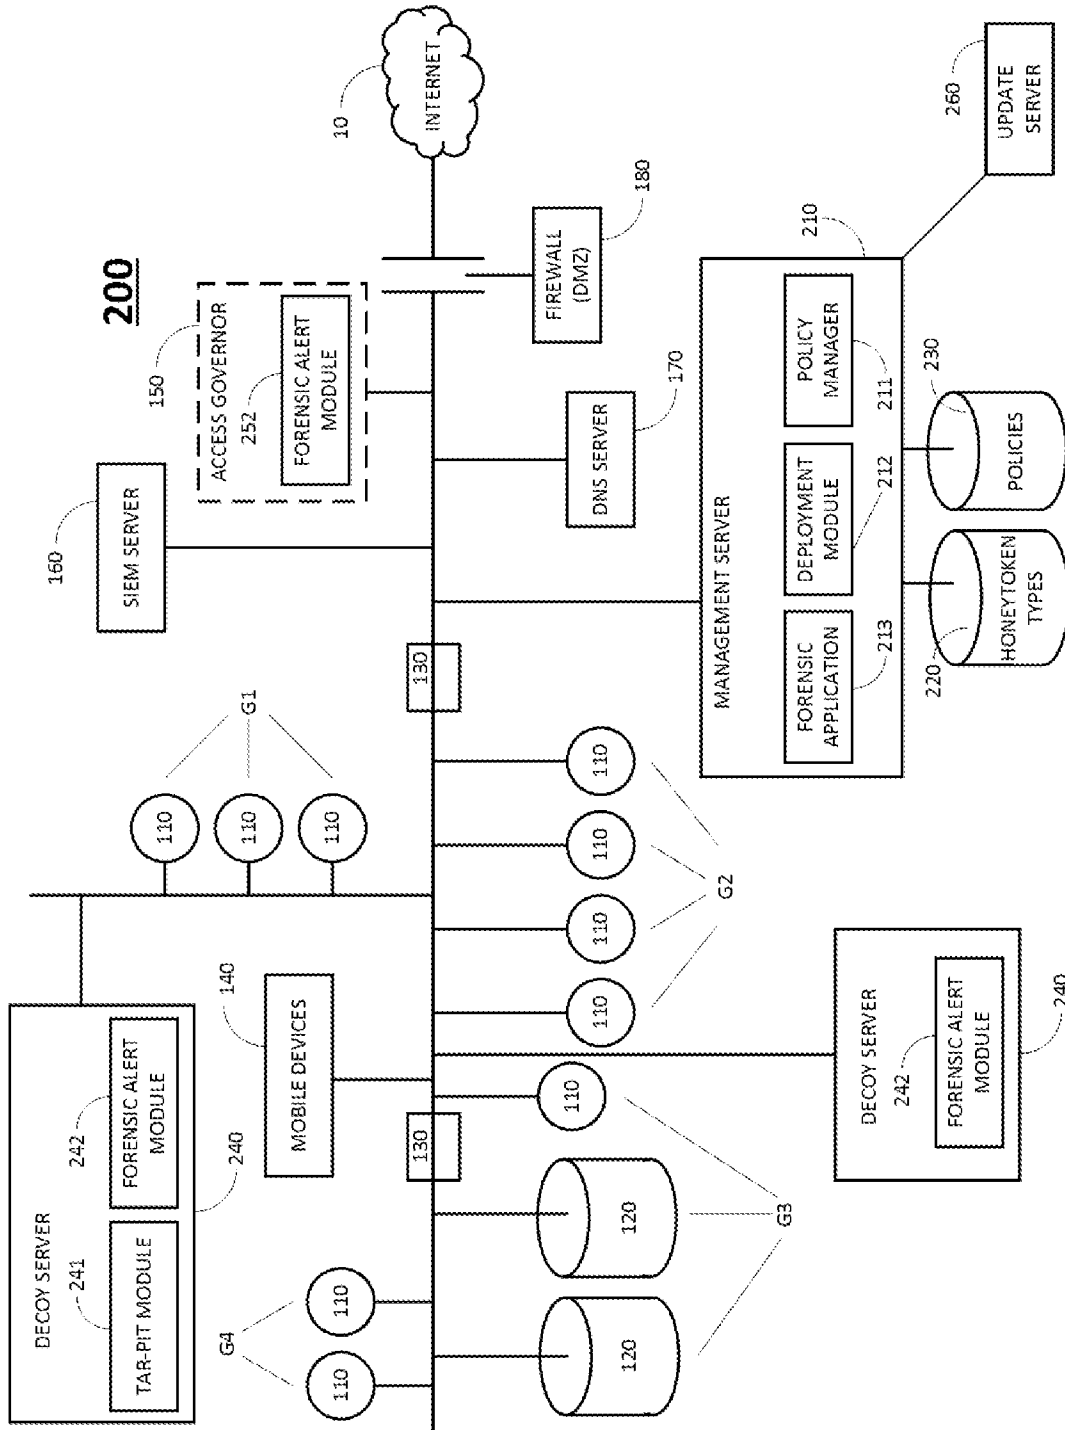 200
DECOY SERVER
TAR-PIT MODULE
241
FORENSIC ALERT
MODULE
242
240
G4
110
110
MOBILE DEVICES
140
110
110
110
G1
SIEM SERVER
160
ACCESS GOVERNOR
150
FORENSIC ALERT
MODULE
252
INTERNET
10
130
130
120
120
110
G3
110
110
110
110
G2
DNS SERVER
170
FIREWALL
(DMZ)
180
DECOY SERVER
FORENSIC ALERT
MODULE
242
240
MANAGEMENT SERVER
210
FORENSIC
APPLICATION
213
DEPLOYMENT
MODULE
212
POLICY
MANAGER
211
HONEYTOKEN
TYPES
220
POLICIES
230
UPDATE
SERVER
260